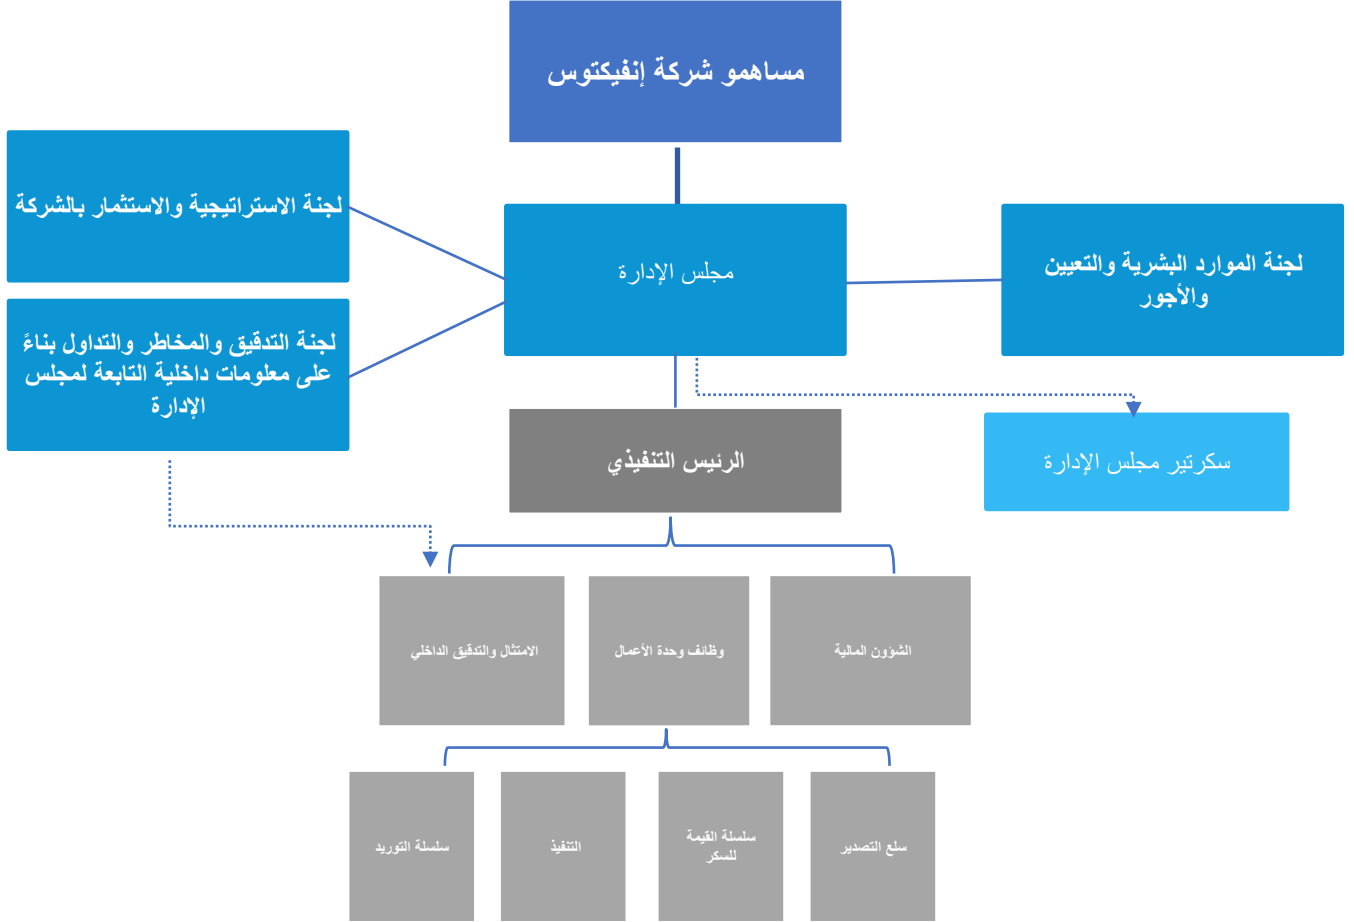 مساهمو شركة إنفيكتوس
لجنة الاستراتيجية والاستثمار بالشركة
مجلس الإدارة
لجنة الموارد البشرية والتعيين
والأجور
لجنة التدقيق والمخاطر والتداول بناءً
على معلومات داخلية التابعة لمجلس
الإدارة
الرئيس التنفيذي
سكرتير مجلس الإدارة
الشؤون المالية
وظائف وحدة الأعمال
الامتثال والتدقيق الداخلي
سلع التصدير
سلسلة القيمة
للسكر
التنفيذ
سلسلة التوريد